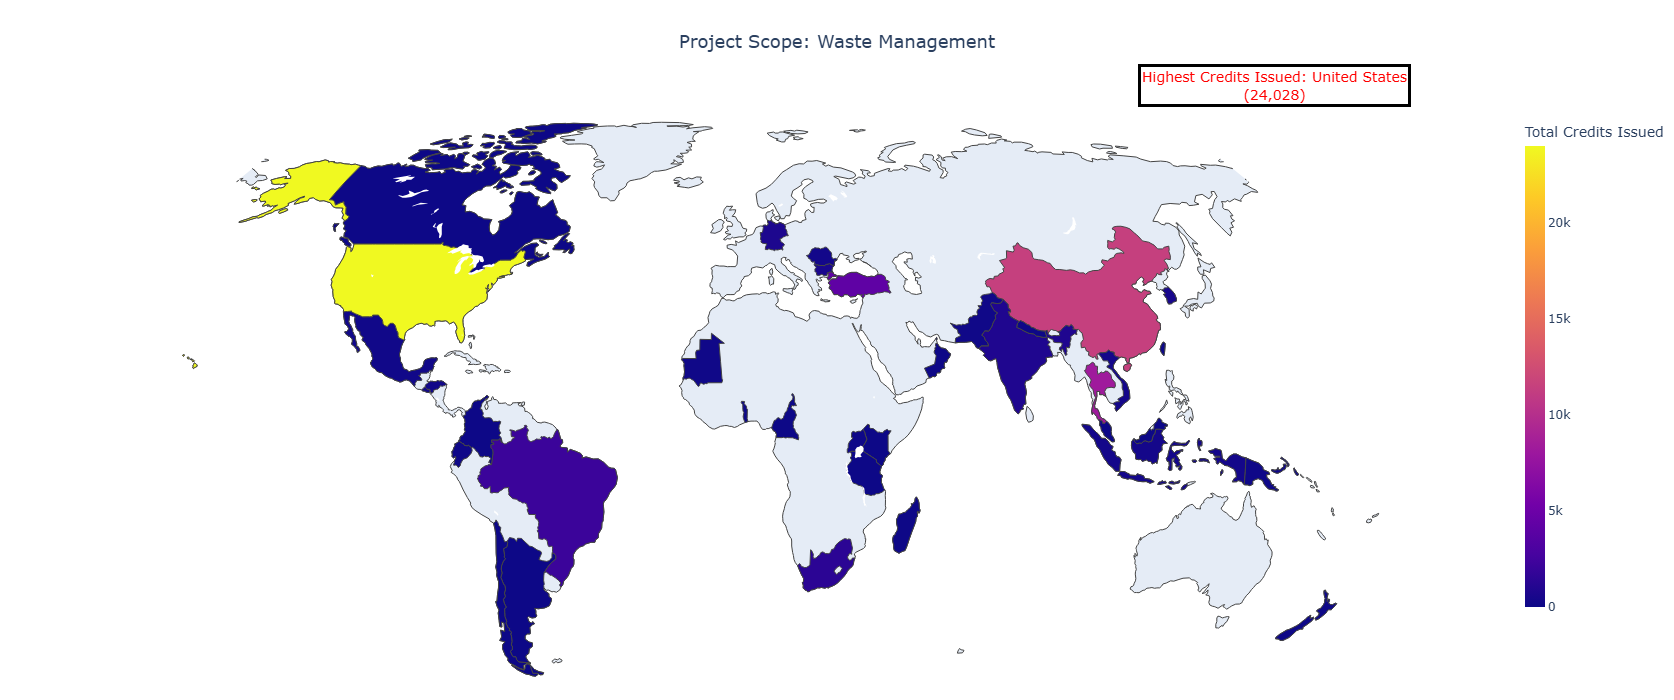 Project Scope: Waste Management
Highest Credits Issued: United States
(24,028)
Total Credits Issued
20k
15k
10k
5k
0